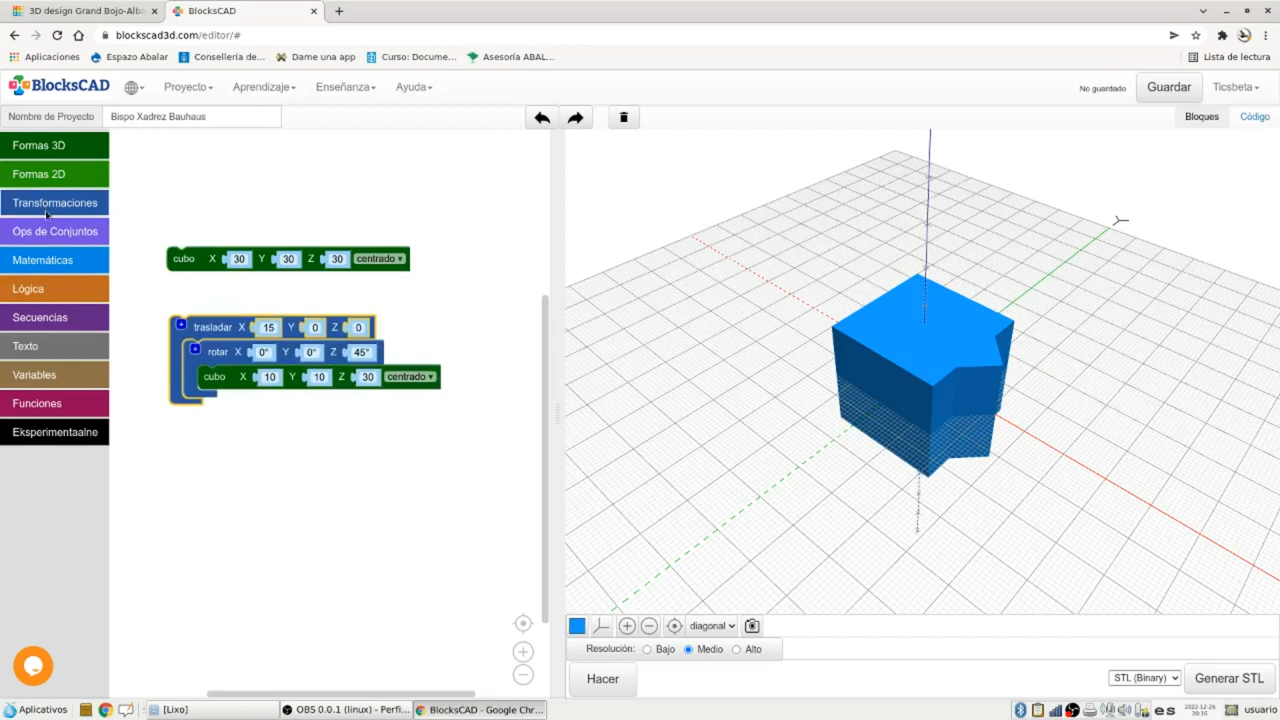 3D design Grand Bojo-Alba
BlocksCAD
blockscad3d.com/editor/#
Aplicaciones
Espazo Abalar
Consellería de...
Dame una app
Curso: Docume...
Asesoría ABAL...
Lista de lectura
BlocksCAD
Proyecto
Aprendizaje
Enseñanza
Ayuda
No guardado
Guardar
Ticsbeta
Nombre de Proyecto
Bispo Xadrez Bauhaus
Bloques
Código
Formas 3D
Formas 2D
Transformaciones
Ops de Conjuntos
Matemáticas
Lógica
Secuencias
Texto
Variables
Funciones
Eksperimentaalne
cubo X 30 Y 30 Z 30 centrado
trasladar X 15 Y 0 Z 0
rotar X 0° Y 0° Z 45°
cubo X 10 Y 10 Z 30 centrado
diagonal
Resolución: Bajo Medio Alto
Hacer
STL (Binary)
Generar STL
Aplicativos
[Lixo]
OBS 0.0.1 (linux) - Perfi...
BlocksCAD - Google Chr...
es
2022-12-26
20:16
usuario